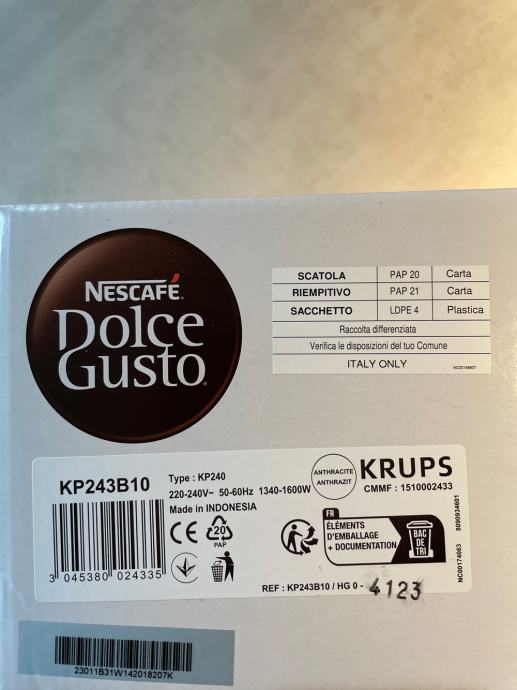 NESCAFÉ
Dolce
Gusto
SCATOLA PAP 20 Carta
RIEMPITIVO PAP 21 Carta
SACCHETTO LDPE 4 Plastica
Raccolta differenziata
Verifica le disposizioni del tuo Comune
ITALY ONLY
KP243B10
Type : KP240
220-240V~ 50-60Hz 1340-1600W
Made in INDONESIA
ANTHRACITE
ANTHRAZIT
KRUPS
CMMF : 1510002433
CE
20
PAP
FR
ÉLÉMENTS
D'EMBALLAGE
+ DOCUMENTATION
BAC
DE
TRI
8090934601
NC00174063
3 045380 024335
REF : KP243B10 / HG 0 - 4123
23011B31W142018207K